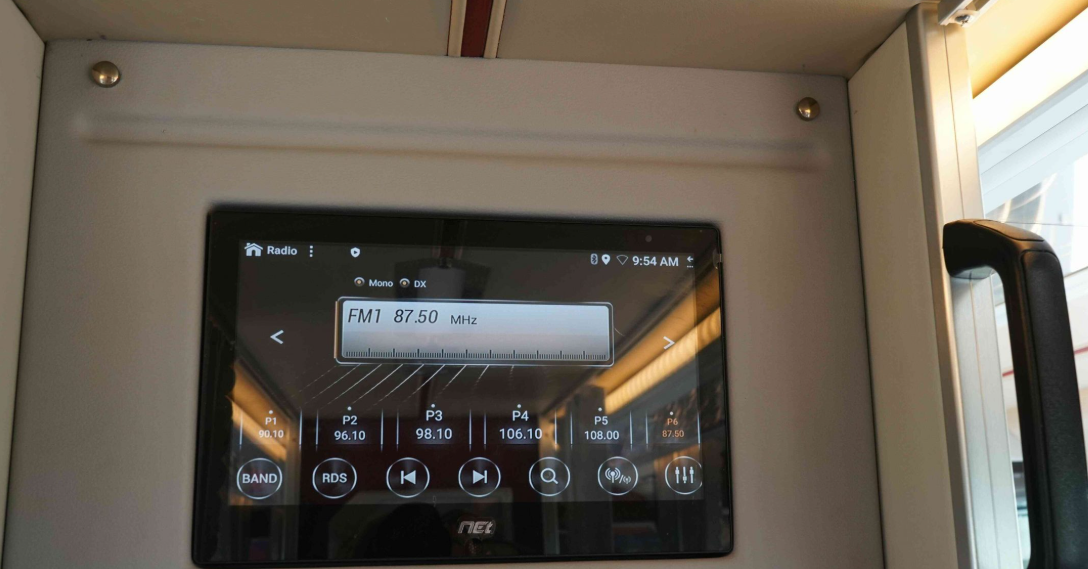 Radio
9:54 AM
Mono DX
FM1 87.50 MHz
P1 P2 P3 P4 P5 P6
90.10 96.10 98.10 106.10 108.00 87.50
BAND RDS
NEt